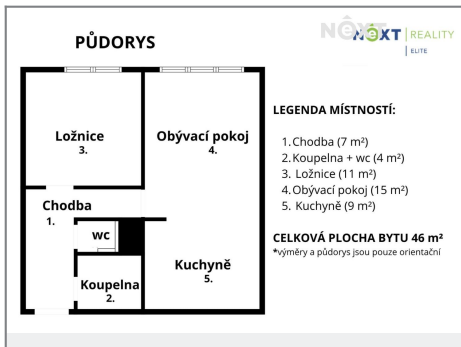 NEXT
NEXT | REALITY
ELITE
PŮDORYS
LEGENDA MÍSTNOSTÍ:
1.Chodba (7 m²)
2.Koupelna + wc (4 m²)
3. Ložnice (11 m²)
4.Obývací pokoj (15 m²)
5. Kuchyně (9 m²)
CELKOVÁ PLOCHA BYTU 46 m²
*výměry a půdorys jsou pouze orientační
Ložnice
3.
Obývací pokoj
4.
Chodba
1.
wc
Kuchyně
5.
Koupelna
2.